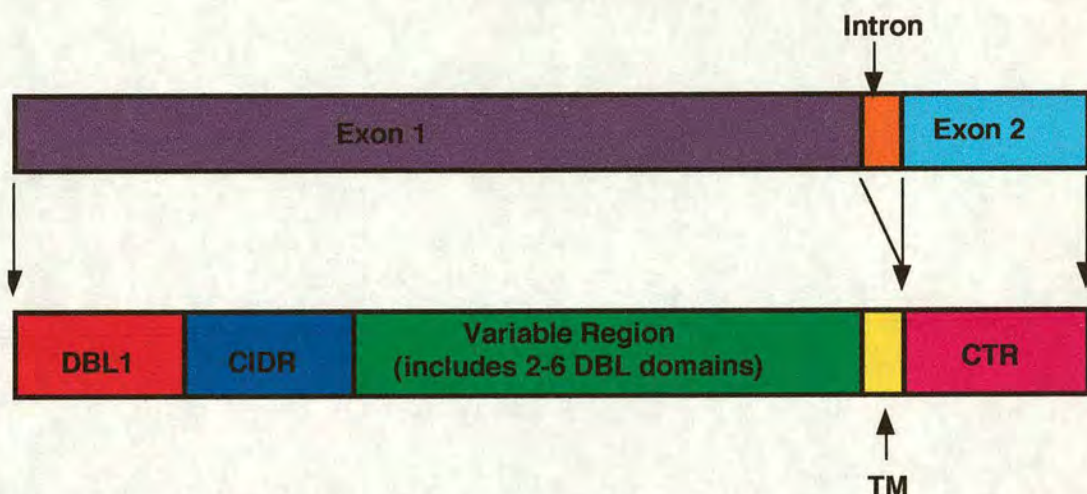 Intron
Exon 1
Exon 2
DBL1
CIDR
Variable Region
(includes 2-6 DBL domains)
CTR
TM